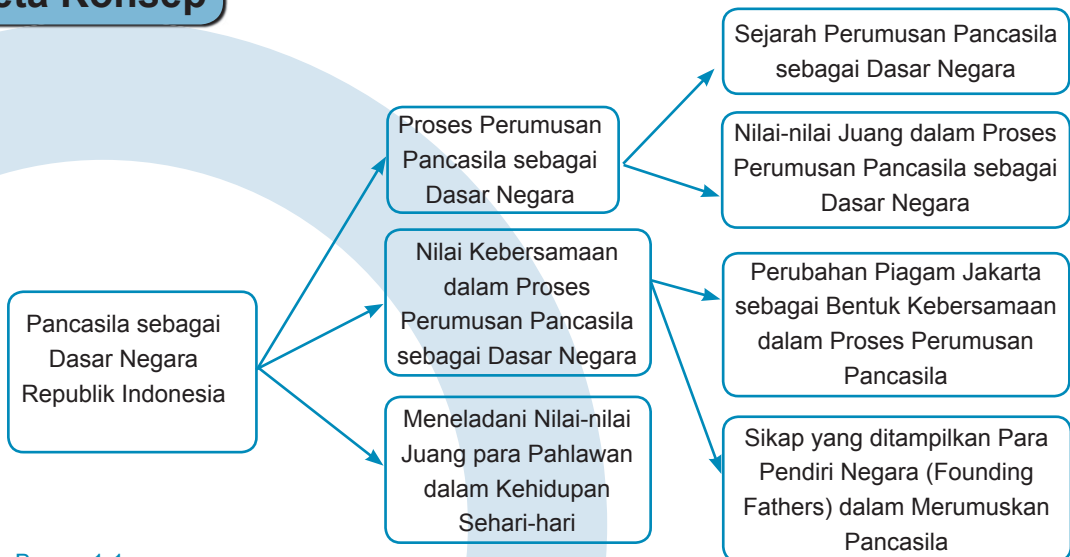 eta Konsep
Pancasila sebagai
Dasar Negara
Republik Indonesia
Proses Perumusan
Pancasila sebagai
Dasar Negara
Nilai Kebersamaan
dalam Proses
Perumusan Pancasila
sebagai Dasar Negara
Meneladani Nilai-nilai
Juang para Pahlawan
dalam Kehidupan
Sehari-hari
Sejarah Perumusan Pancasila
sebagai Dasar Negara
Nilai-nilai Juang dalam Proses
Perumusan Pancasila sebagai
Dasar Negara
Perubahan Piagam Jakarta
sebagai Bentuk Kebersamaan
dalam Proses Perumusan
Pancasila
Sikap yang ditampilkan Para
Pendiri Negara (Founding
Fathers) dalam Merumuskan
Pancasila